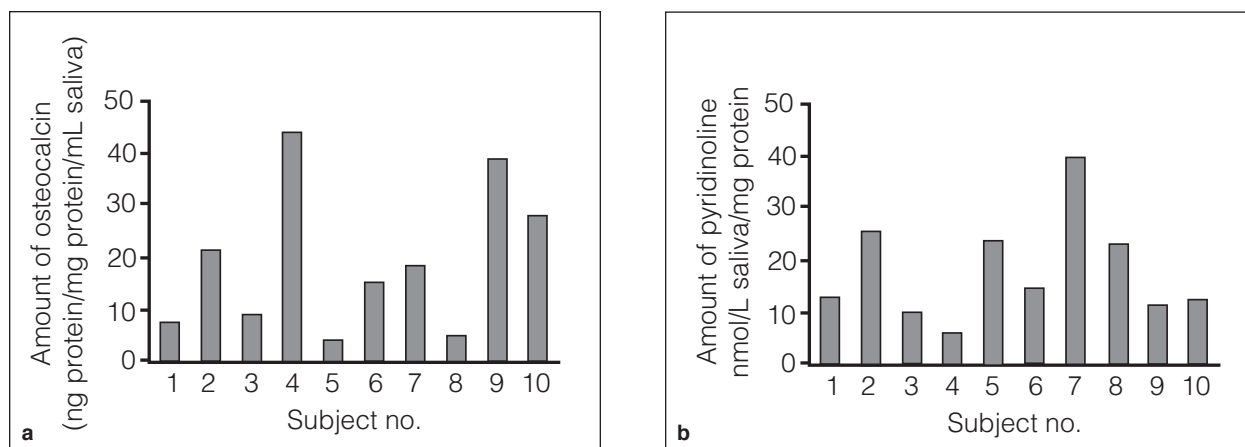 Amount of osteocalcin
(ng protein/mg protein/mL saliva)
50
40
30
20
10
0
1 2 3 4 5 6 7 8 9 10
Subject no.
a
Amount of pyridinoline
nmol/L saliva/mg protein
50
40
30
20
10
0
1 2 3 4 5 6 7 8 9 10
Subject no.
b